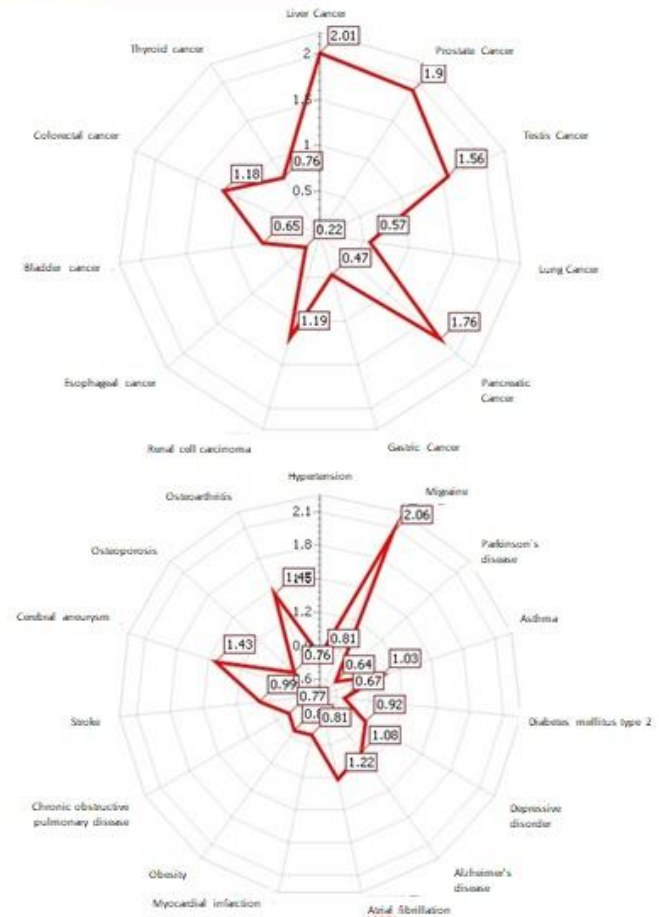 Liver Cancer
2.01
Thyroid cancer
Prostate Cancer
2
1.9
1.5
Colorectal cancer
Testis Cancer
1
1.56
0.76
1.18
0.5
0.65
0.22
0.57
0.47
Bladder cancer
Lung Cancer
1.19
1.76
Esophageal cancer
Pancreatic
Cancer
Renal cell carcinoma
Gastric Cancer
Hypertension
Osteoarthritis
Migraine
2.1
2.06
Osteoporosis
1.8
Parkinson's
disease
1.2
Cerebral aneurysm
Asthma
1.43
0.81
0.76
0.64
1.03
0.99
0.67
0.77
0.92
Stroke
0.81
Diabetes mellitus type 2
1.08
1.22
Chronic obstructive
pulmonary disease
Depressive
disorder
Obesity
Alzheimer's
disease
Myocardial infarction
Atrial fibrillation